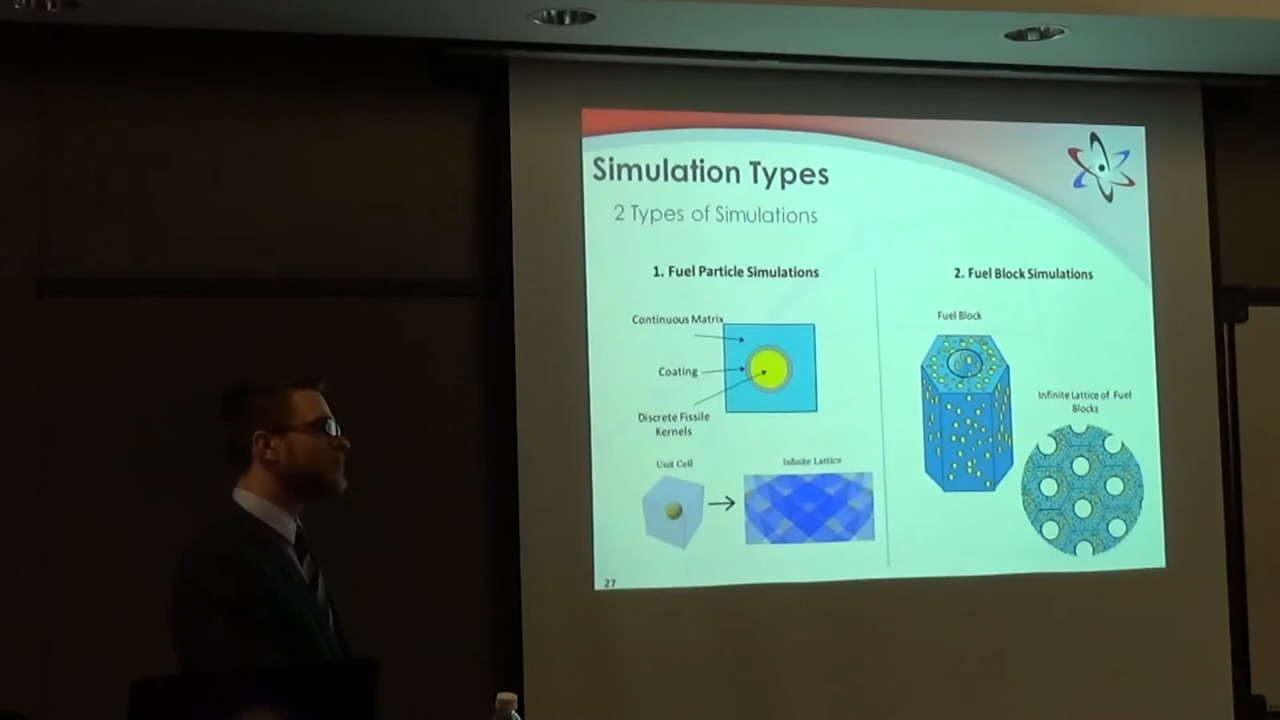 Simulation Types
2 Types of Simulations
1. Fuel Particle Simulations
Continuous Matrix
Coating
Discrete Fissile
Kernels
Unit Cell
Infinite Lattice
2. Fuel Block Simulations
Fuel Block
Infinite Lattice of Fuel
Blocks
27